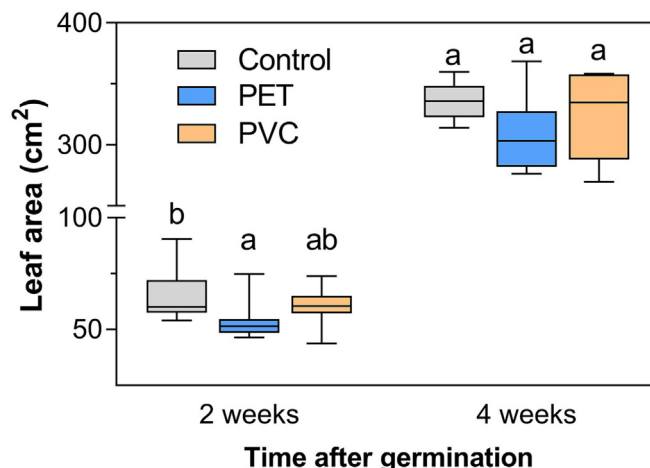 400
Control
PET
PVC
a
a
a
300
Leaf area (cm²)
100
b
a
ab
50
2 weeks
4 weeks
Time after germination